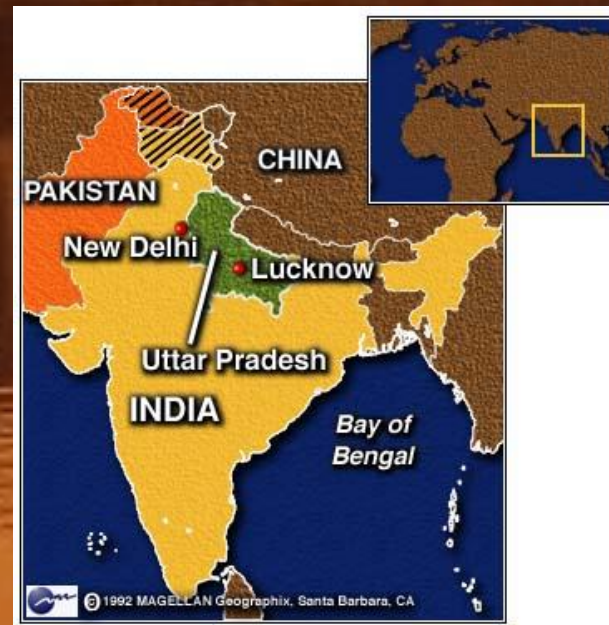 CHINA
PAKISTAN
New Delhi
Lucknow
Uttar Pradesh
INDIA
Bay of
Bengal
© 1992 MAGELLAN Geographix, Santa Barbara, CA